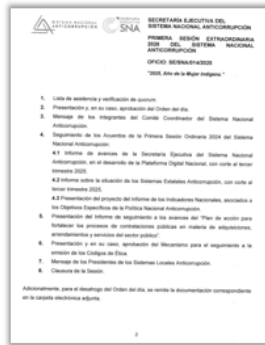 SISTEMA NACIONAL
ANTICORRUPCIÓN
SNA
SECRETARÍA EJECUTIVA DEL
SISTEMA NACIONAL ANTICORRUPCIÓN
PRIMERA SESIÓN EXTRAORDINARIA
DEL SISTEMA NACIONAL
ANTICORRUPCIÓN
OFICIO:
1. Lista de asistencia y verificación de quorum.
2. Presentación y, en su caso, aprobación del Orden del día.
3. Mensaje de los integrantes del Comité Coordinador del Sistema Nacional
Anticorrupción.
4. Seguimiento de los Acuerdos de la Primera Sesión Ordinaria 2024 del Sistema
Nacional Anticorrupción.
4.1 Informe de avances de la Secretaría Ejecutiva del Sistema Nacional
Anticorrupción, en el desarrollo de la Plataforma Digital Nacional, con corte al tercer
trimestre 2025.
4.2 Informe sobre la situación de los Sistemas Estatales Anticorrupción, con corte al
tercer trimestre 2025.
4.3 Presentación del proyecto del Informe de los Indicadores Nacionales, asociados a
los Objetivos Específicos de la Política Nacional Anticorrupción.
5. Presentación del Informe de seguimiento a los avances del "Plan de acción para
fortalecer los procesos de contrataciones públicas en materia de adquisiciones,
arrendamientos y servicios del sector público".
6. Presentación y en su caso, aprobación del Mecanismo para el seguimiento a la
emisión de los Códigos de Ética.
7. Mensaje de los Presidentes de los Sistemas Locales Anticorrupción.
8. Clausura de la Sesión.
Adicionalmente, para el desahogo del Orden del día, se remite la documentación correspondiente
en la carpeta electrónica adjunta.
2